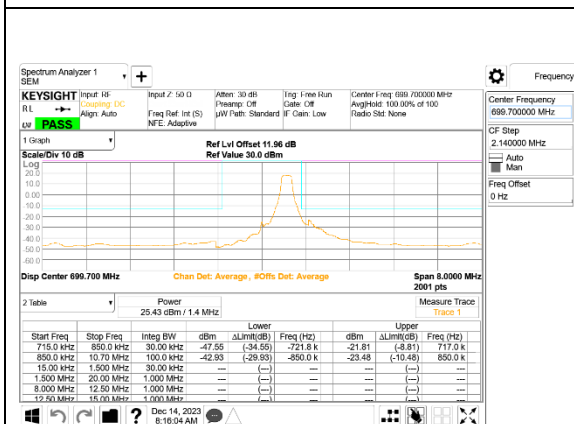 Spectrum Analyzer 1
SEM
Frequency
KEYSIGHT Input: RF Input Z: 50 Ω Atten: 30 dB Trig: Free Run Center Freq: 699.700000 MHz
RL Coupling: DC Preamp: Off Gate: Off Avg|Hold: 100.00% of 100
Align: Auto Freq Ref: Int (S) µW Path: Standard IF Gain: Low Radio Std: None
PASS NFE: Adaptive
Center Frequency
699.700000 MHz
CF Step
2.140000 MHz
Auto
Man
Freq Offset
0 Hz
1 Graph
Ref Lvl Offset 11.96 dB
Scale/Div 10 dB Ref Value 30.0 dBm
Log
20.0
10.0
0.00
-10.0
-20.0
-30.0
-40.0
-50.0
-60.0
Disp Center 699.700 MHz Chan Det: Average, #Offs Det: Average Span 8.0000 MHz
2001 pts
2 Table Power Measure Trace
25.43 dBm / 1.4 MHz Trace 1
Lower Upper
Start Freq Stop Freq Integ BW dBm ΔLimit(dB) Freq (Hz) dBm ΔLimit(dB) Freq (Hz)
715.0 kHz 850.0 kHz 30.00 kHz -47.55 (-34.55) -721.8 k -21.81 (-8.81) 717.0 k
850.0 kHz 10.70 MHz 100.0 kHz -42.93 (-29.93) -850.0 k -23.48 (-10.48) 850.0 k
15.00 kHz 1.500 MHz 30.00 kHz --- (---) --- --- (---) ---
1.500 MHz 20.00 MHz 1.000 MHz --- (---) --- --- (---) ---
8.000 MHz 12.50 MHz 1.000 MHz --- (---) --- --- (---) ---
12.50 MHz 15.00 MHz 1.000 MHz --- (---) --- --- (---) ---
? Dec 14, 2023
8:16:04 AM